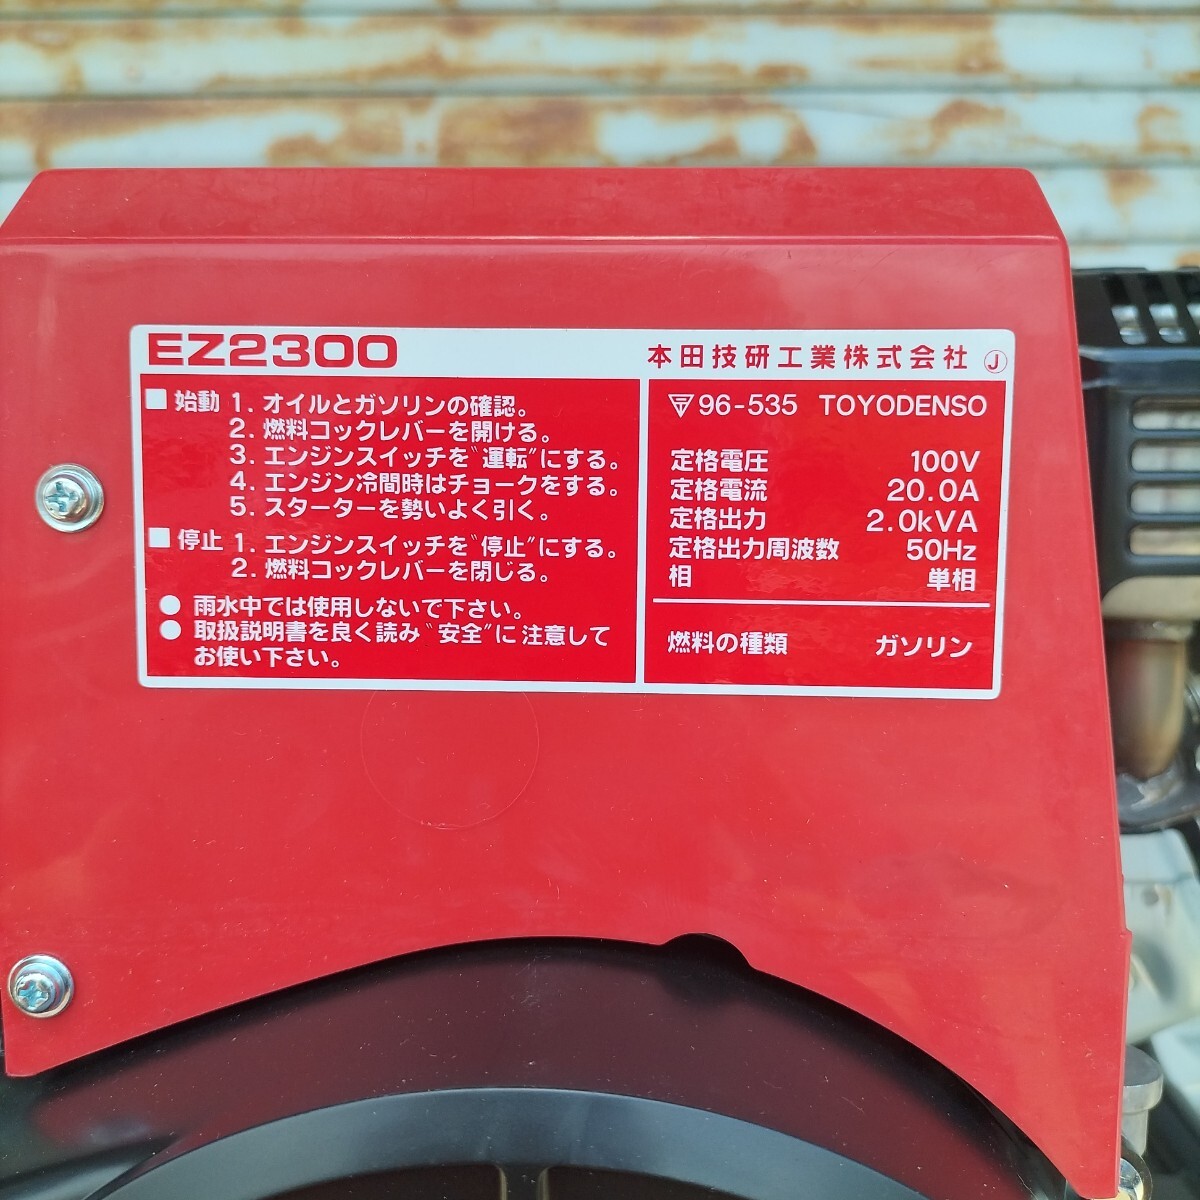 EZ2300
本田技研工業株式会社 Ⓙ
■始動 1. オイルとガソリンの確認。
2. 燃料コックレバーを開ける。
3. エンジンスイッチを〝運転〟にする。
4. エンジン冷間時はチョークをする。
5. スターターを勢いよく引く。
■停止 1. エンジンスイッチを〝停止〟にする。
2. 燃料コックレバーを閉じる。
● 雨水中では使用しないで下さい。
● 取扱説明書を良く読み〝安全〟に注意して
お使い下さい。
〒96-535 TOYODENSO
定格電圧 100V
定格電流 20.0A
定格出力 2.0kVA
定格出力周波数 50Hz
相 単相
燃料の種類 ガソリン